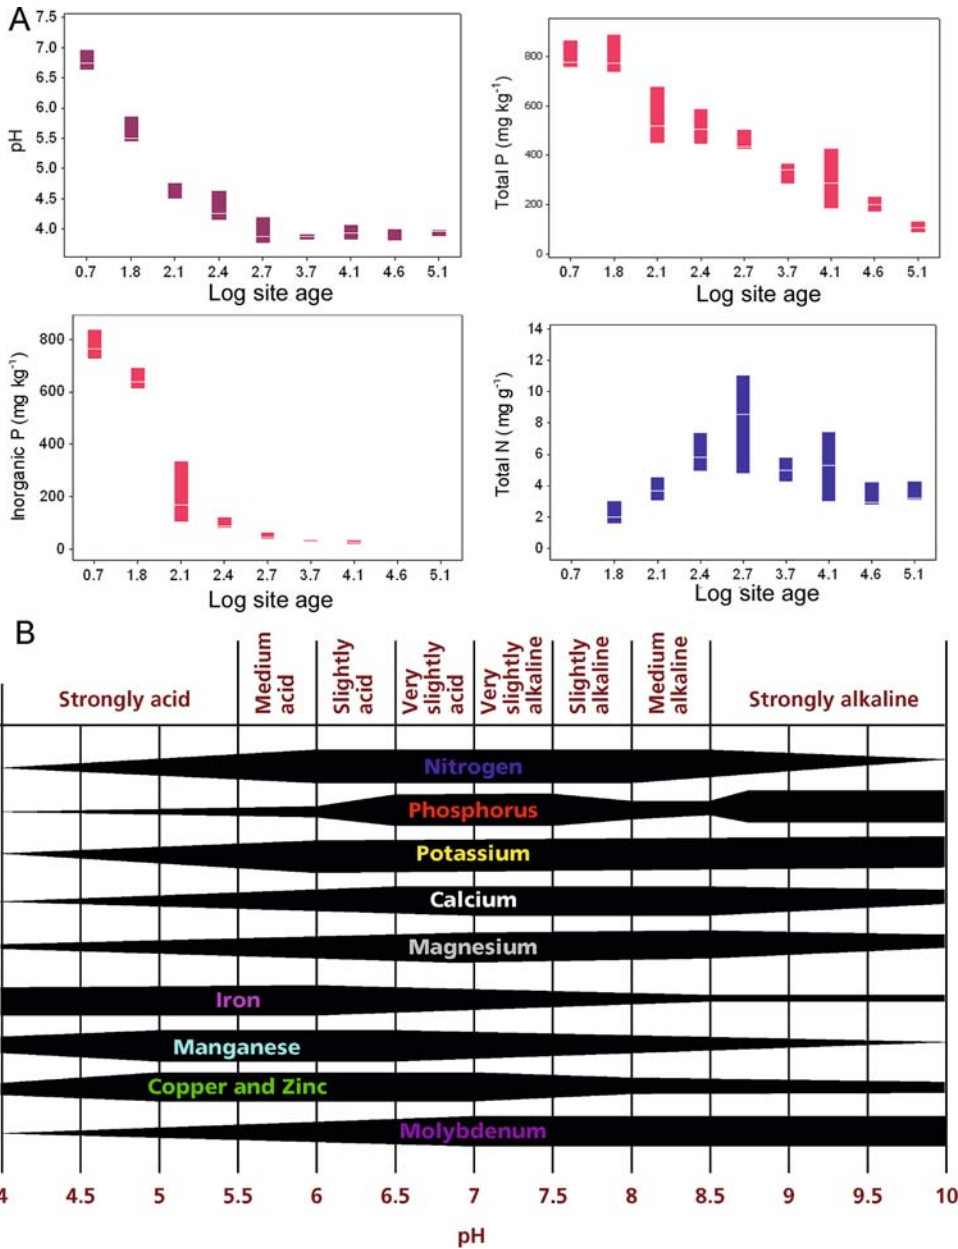 A
7.5
7.0
6.5
6.0
5.5
5.0
4.5
4.0
pH
0.7 1.8 2.1 2.4 2.7 3.7 4.1 4.6 5.1
Log site age
800
600
400
200
0
Total P (mg kg-1)
0.7 1.8 2.1 2.4 2.7 3.7 4.1 4.6 5.1
Log site age
800
600
400
200
0
Inorganic P (mg kg-1)
0.7 1.8 2.1 2.4 2.7 3.7 4.1 4.6 5.1
Log site age
14
12
10
8
6
4
2
0
Total N (mg g-1)
0.7 1.8 2.1 2.4 2.7 3.7 4.1 4.6 5.1
Log site age
B
Strongly acid
Medium
acid
Slightly
acid
Very
slightly
acid
Very
slightly
alkaline
Slightly
alkaline
Medium
alkaline
Strongly alkaline
Nitrogen
Phosphorus
Potassium
Calcium
Magnesium
Iron
Manganese
Copper and Zinc
Molybdenum
4 4.5 5 5.5 6 6.5 7 7.5 8 8.5 9 9.5 10
pH